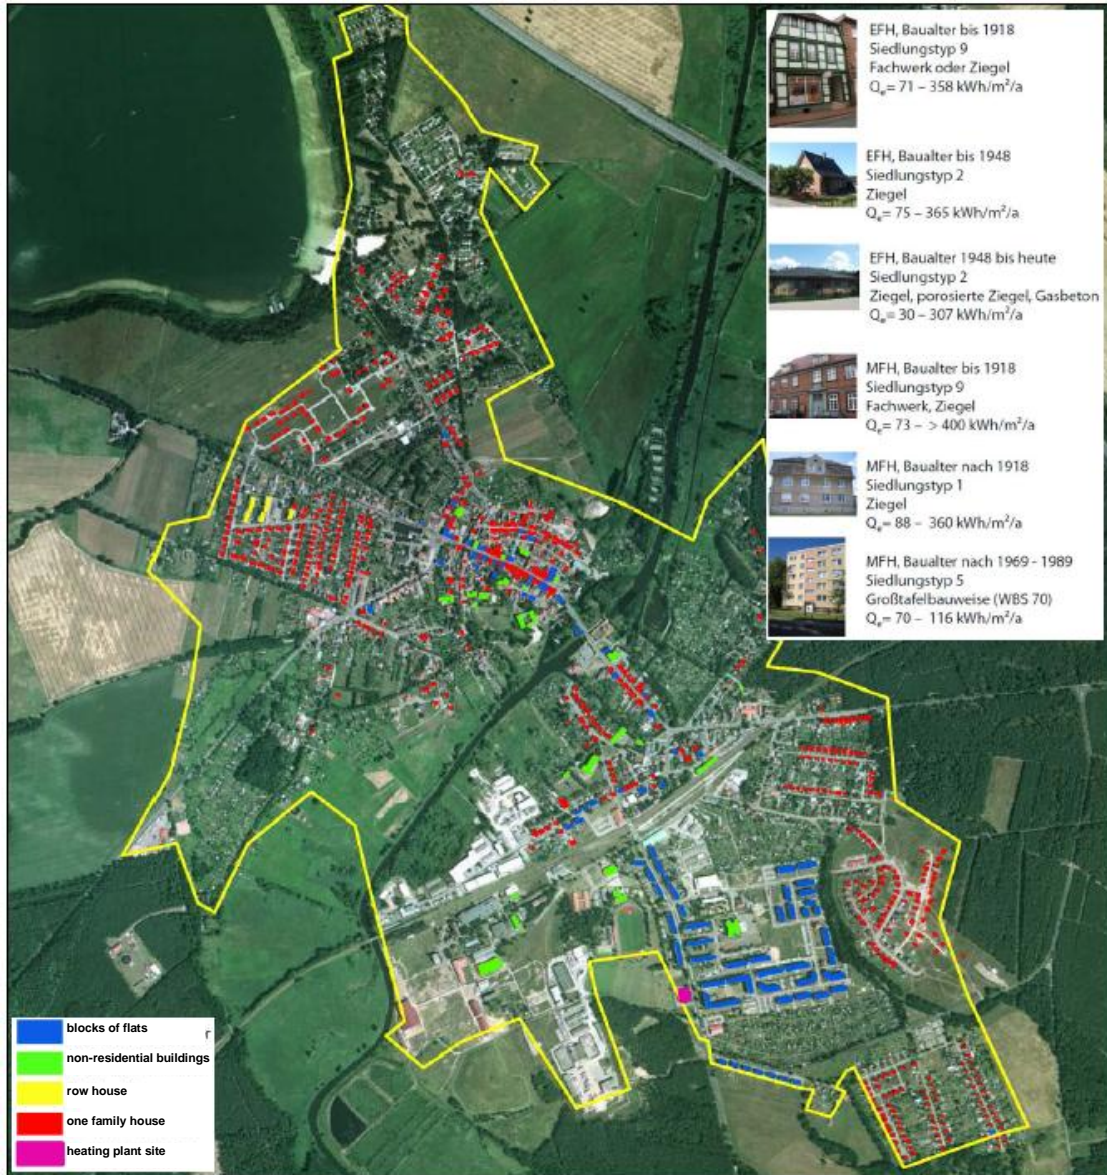 EFH, Baualter bis 1918
Siedlungstyp 9
Fachwerk oder Ziegel
Qₑ= 71 – 358 kWh/m²/a
EFH, Baualter bis 1948
Siedlungstyp 2
Ziegel
Qₑ= 75 – 365 kWh/m²/a
EFH, Baualter 1948 bis heute
Siedlungstyp 2
Ziegel, porosierte Ziegel, Gasbeton
Qₑ= 30 – 307 kWh/m²/a
MFH, Baualter bis 1918
Siedlungstyp 9
Fachwerk, Ziegel
Qₑ= 73 – > 400 kWh/m²/a
MFH, Baualter nach 1918
Siedlungstyp 1
Ziegel
Qₑ= 88 – 360 kWh/m²/a
MFH, Baualter nach 1969 - 1989
Siedlungstyp 5
Großtafelbauweise (WBS 70)
Qₑ= 70 – 116 kWh/m²/a
blocks of flats
r
non-residential buildings
row house
one family house
heating plant site